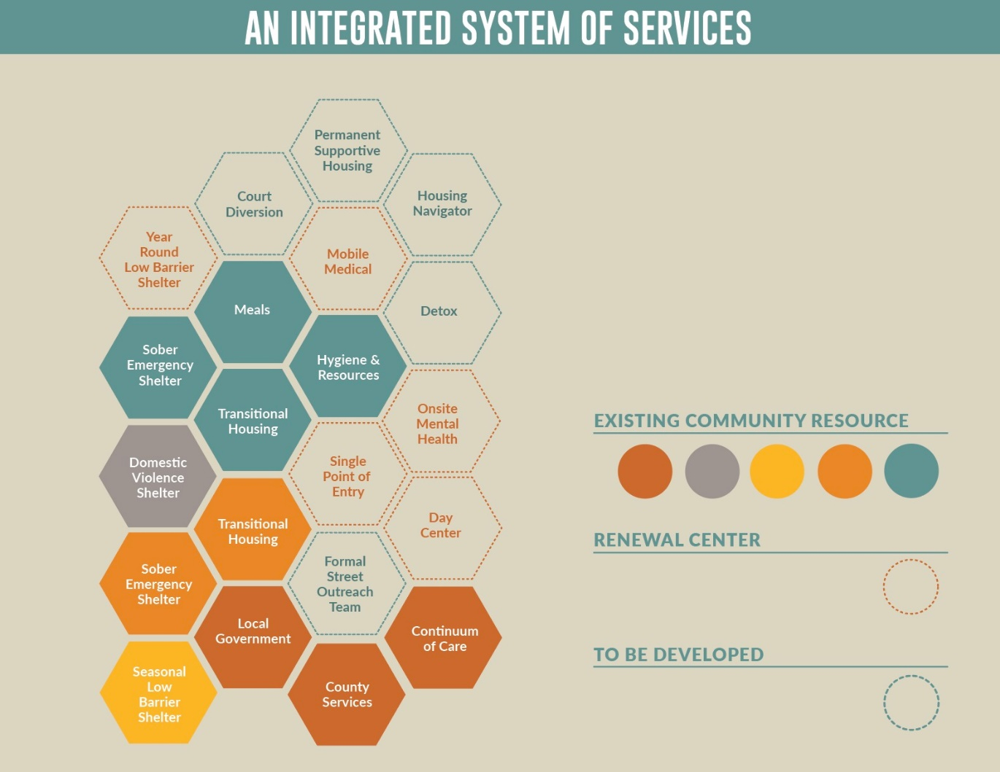 AN INTEGRATED SYSTEM OF SERVICES
Permanent
Supportive
Housing
Court
Diversion
Housing
Navigator
Year
Round
Low Barrier
Shelter
Mobile
Medical
Meals
Detox
Sober
Emergency
Shelter
Hygiene &
Resources
Transitional
Housing
Onsite
Mental
Health
Domestic
Violence
Shelter
Single
Point of
Entry
Transitional
Housing
Day
Center
Sober
Emergency
Shelter
Formal
Street
Outreach
Team
Local
Government
Continuum
of Care
Seasonal
Low
Barrier
Shelter
County
Services
EXISTING COMMUNITY RESOURCE
RENEWAL CENTER
TO BE DEVELOPED